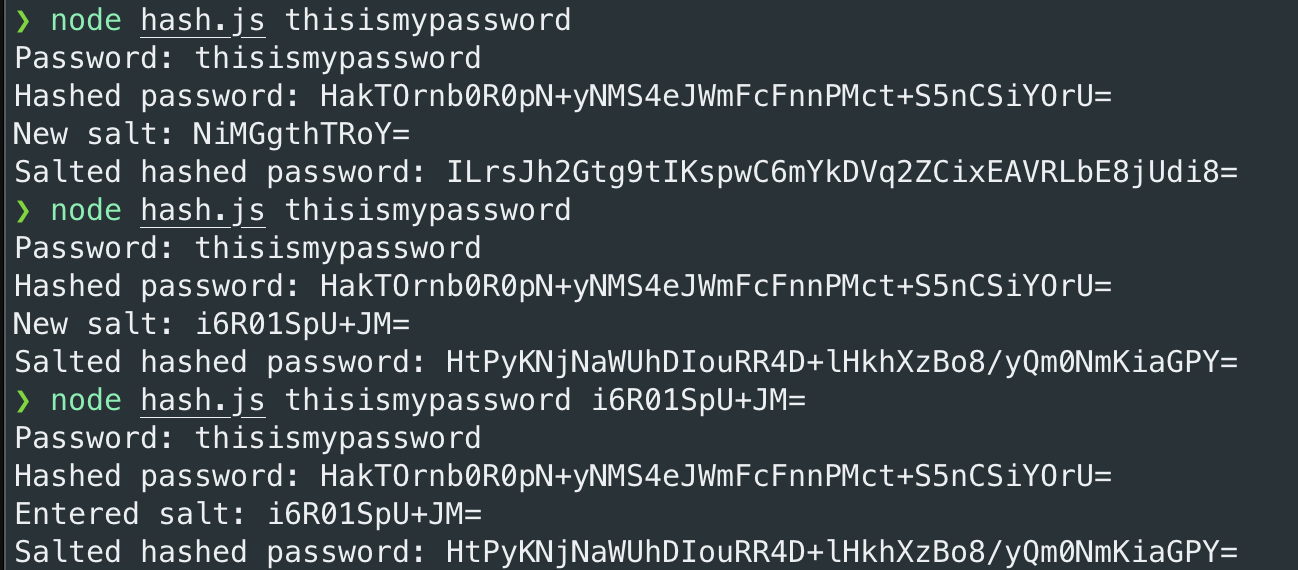 ❯ node hash.js thisismypassword
Password: thisismypassword
Hashed password: HakTOrnb0R0pN+yNMS4eJWmFcFnnPMct+S5nCSiYOrU=
New salt: NiMGgthTRoY=
Salted hashed password: ILrsJh2Gtg9tIKspwC6mYkDVq2ZCixEAVRLbE8jUdi8=
❯ node hash.js thisismypassword
Password: thisismypassword
Hashed password: HakTOrnb0R0pN+yNMS4eJWmFcFnnPMct+S5nCSiYOrU=
New salt: i6R01SpU+JM=
Salted hashed password: HtPyKNjNaWUhDIouRR4D+lHkhXzBo8/yQm0NmKiaGPY=
❯ node hash.js thisismypassword i6R01SpU+JM=
Password: thisismypassword
Hashed password: HakTOrnb0R0pN+yNMS4eJWmFcFnnPMct+S5nCSiYOrU=
Entered salt: i6R01SpU+JM=
Salted hashed password: HtPyKNjNaWUhDIouRR4D+lHkhXzBo8/yQm0NmKiaGPY=